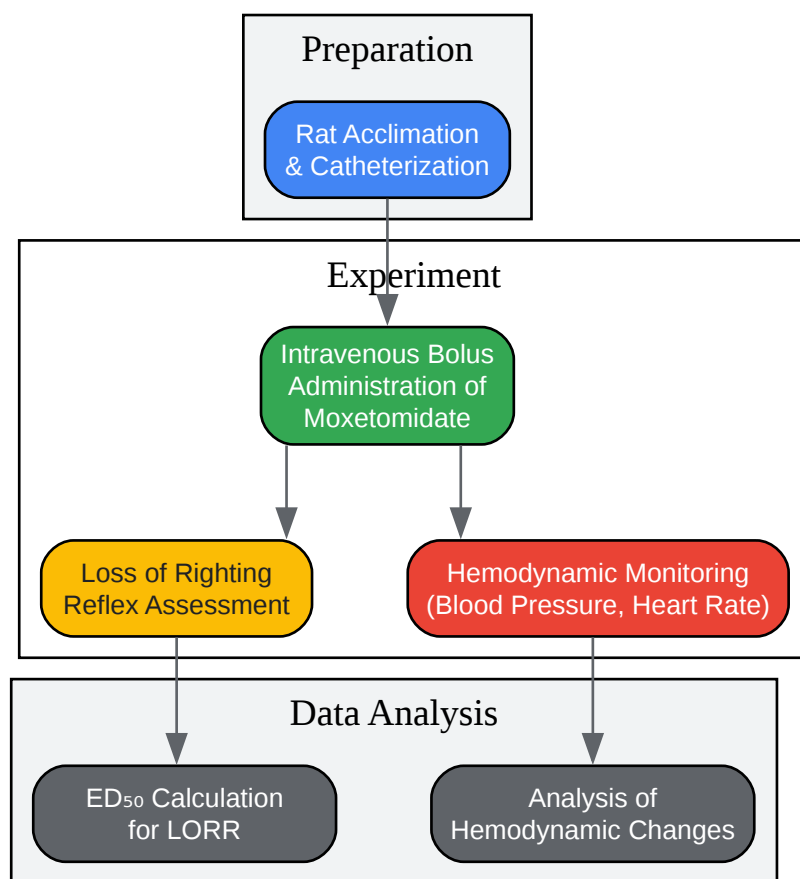 Preparation
Rat Acclimation
& Catheterization
Experiment
Intravenous Bolus
Administration of
Moxetomidate
Loss of Righting
Reflex Assessment
Hemodynamic Monitoring
(Blood Pressure, Heart Rate)
Data Analysis
ED₅₀ Calculation
for LORR
Analysis of
Hemodynamic Changes